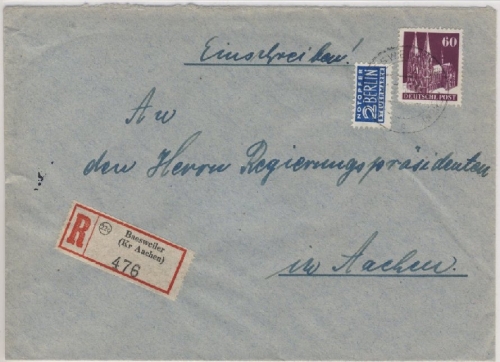 Einschreiben!
60
DEUTSCHE POST
NOTOPFER
2 BERLIN
STEUERMARKE
An
den Herrn Regierungspräsidenten
in Aachen.
R
Baesweiler
(Kr Aachen)
476